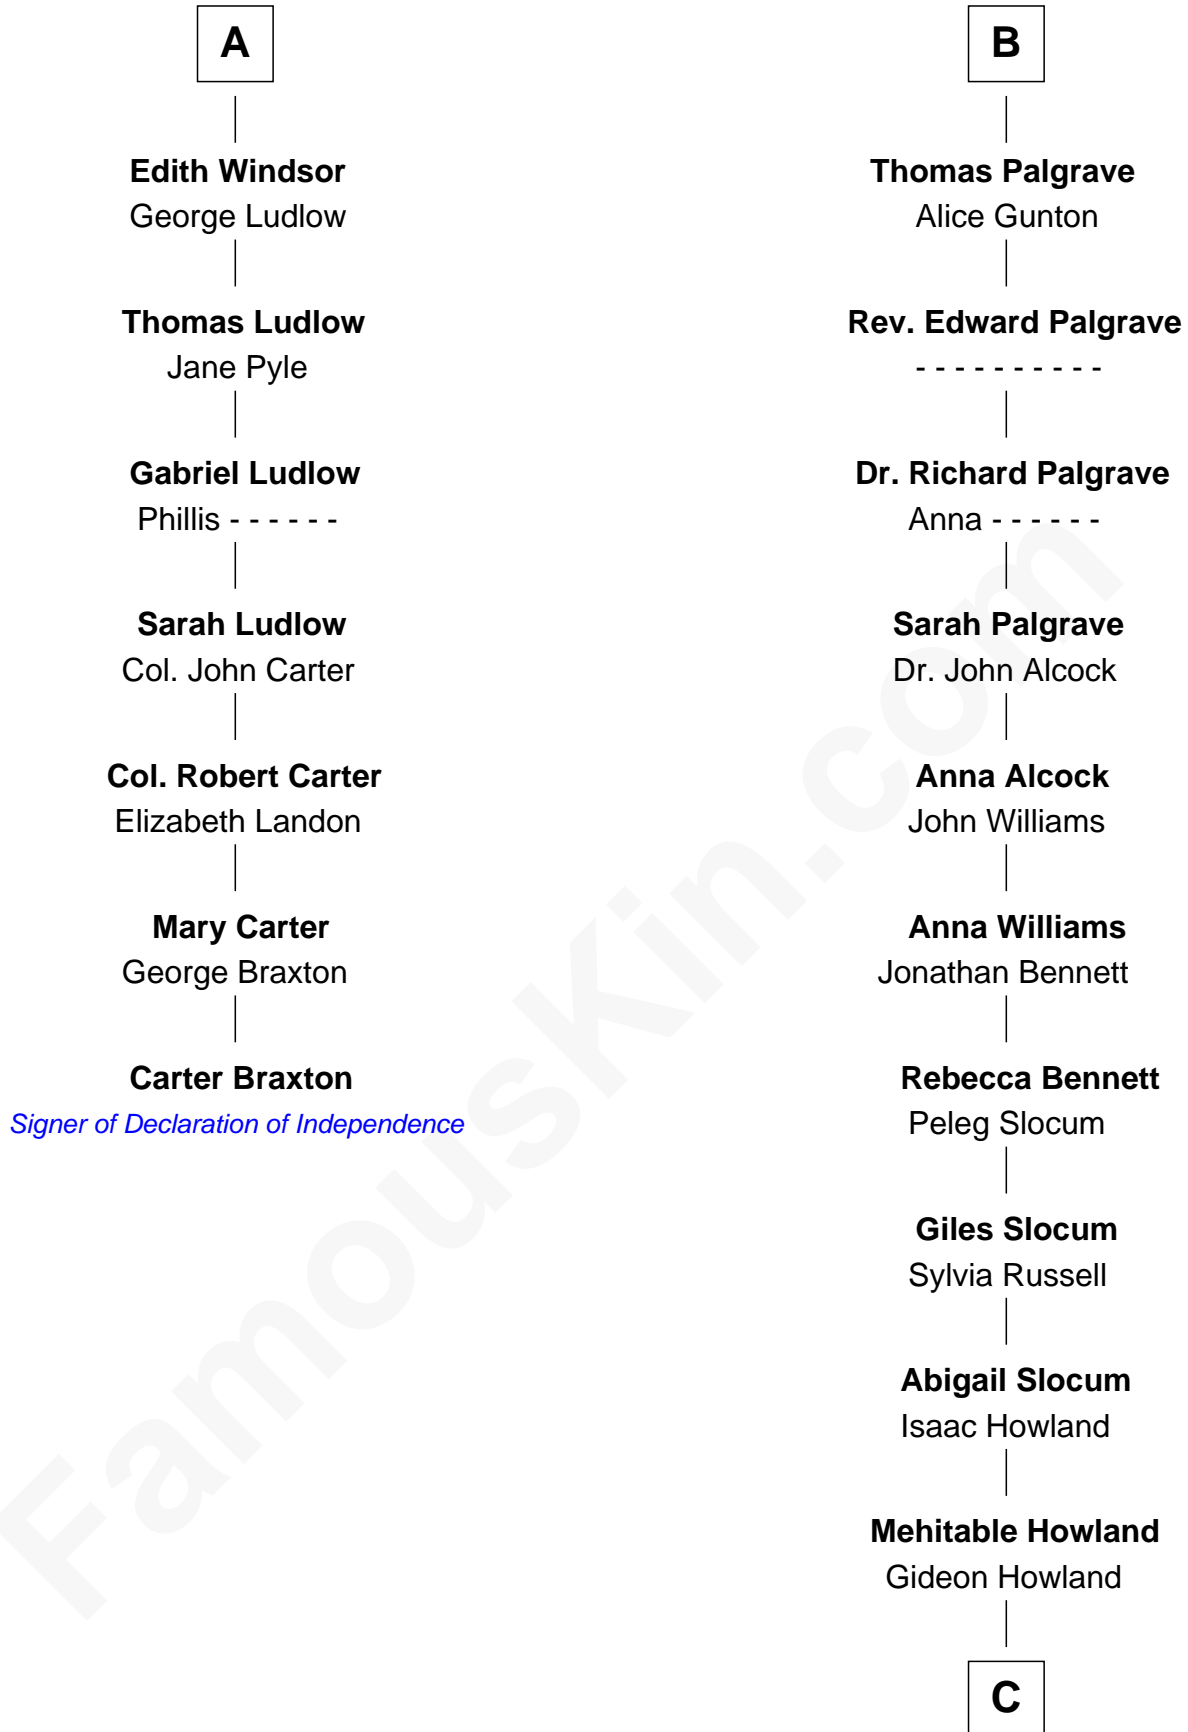 A
Edith Windsor
George Ludlow
Thomas Ludlow
Jane Pyle
Gabriel Ludlow
Phillis - - - - - -
Sarah Ludlow
Col. John Carter
Col. Robert Carter
Elizabeth Landon
Mary Carter
George Braxton
Carter Braxton
Signer of Declaration of Independence
B
Thomas Palgrave
Alice Gunton
Rev. Edward Palgrave
- - - - - - - - - -
Dr. Richard Palgrave
Anna - - - - - -
Sarah Palgrave
Dr. John Alcock
Anna Alcock
John Williams
Anna Williams
Jonathan Bennett
Rebecca Bennett
Peleg Slocum
Giles Slocum
Sylvia Russell
Abigail Slocum
Isaac Howland
Mehitable Howland
Gideon Howland
C
FamousKin.com